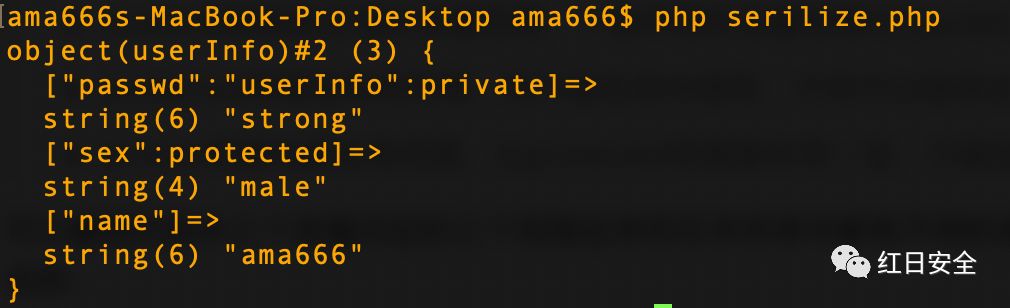 [ama666s-MacBook-Pro:Desktop ama666$ php serilize.php
object(userInfo)#2 (3) {
  ["passwd":"userInfo":private]=>
  string(6) "strong"
  ["sex":protected]=>
  string(4) "male"
  ["name"]=>
  string(6) "ama666"
}
红日安全